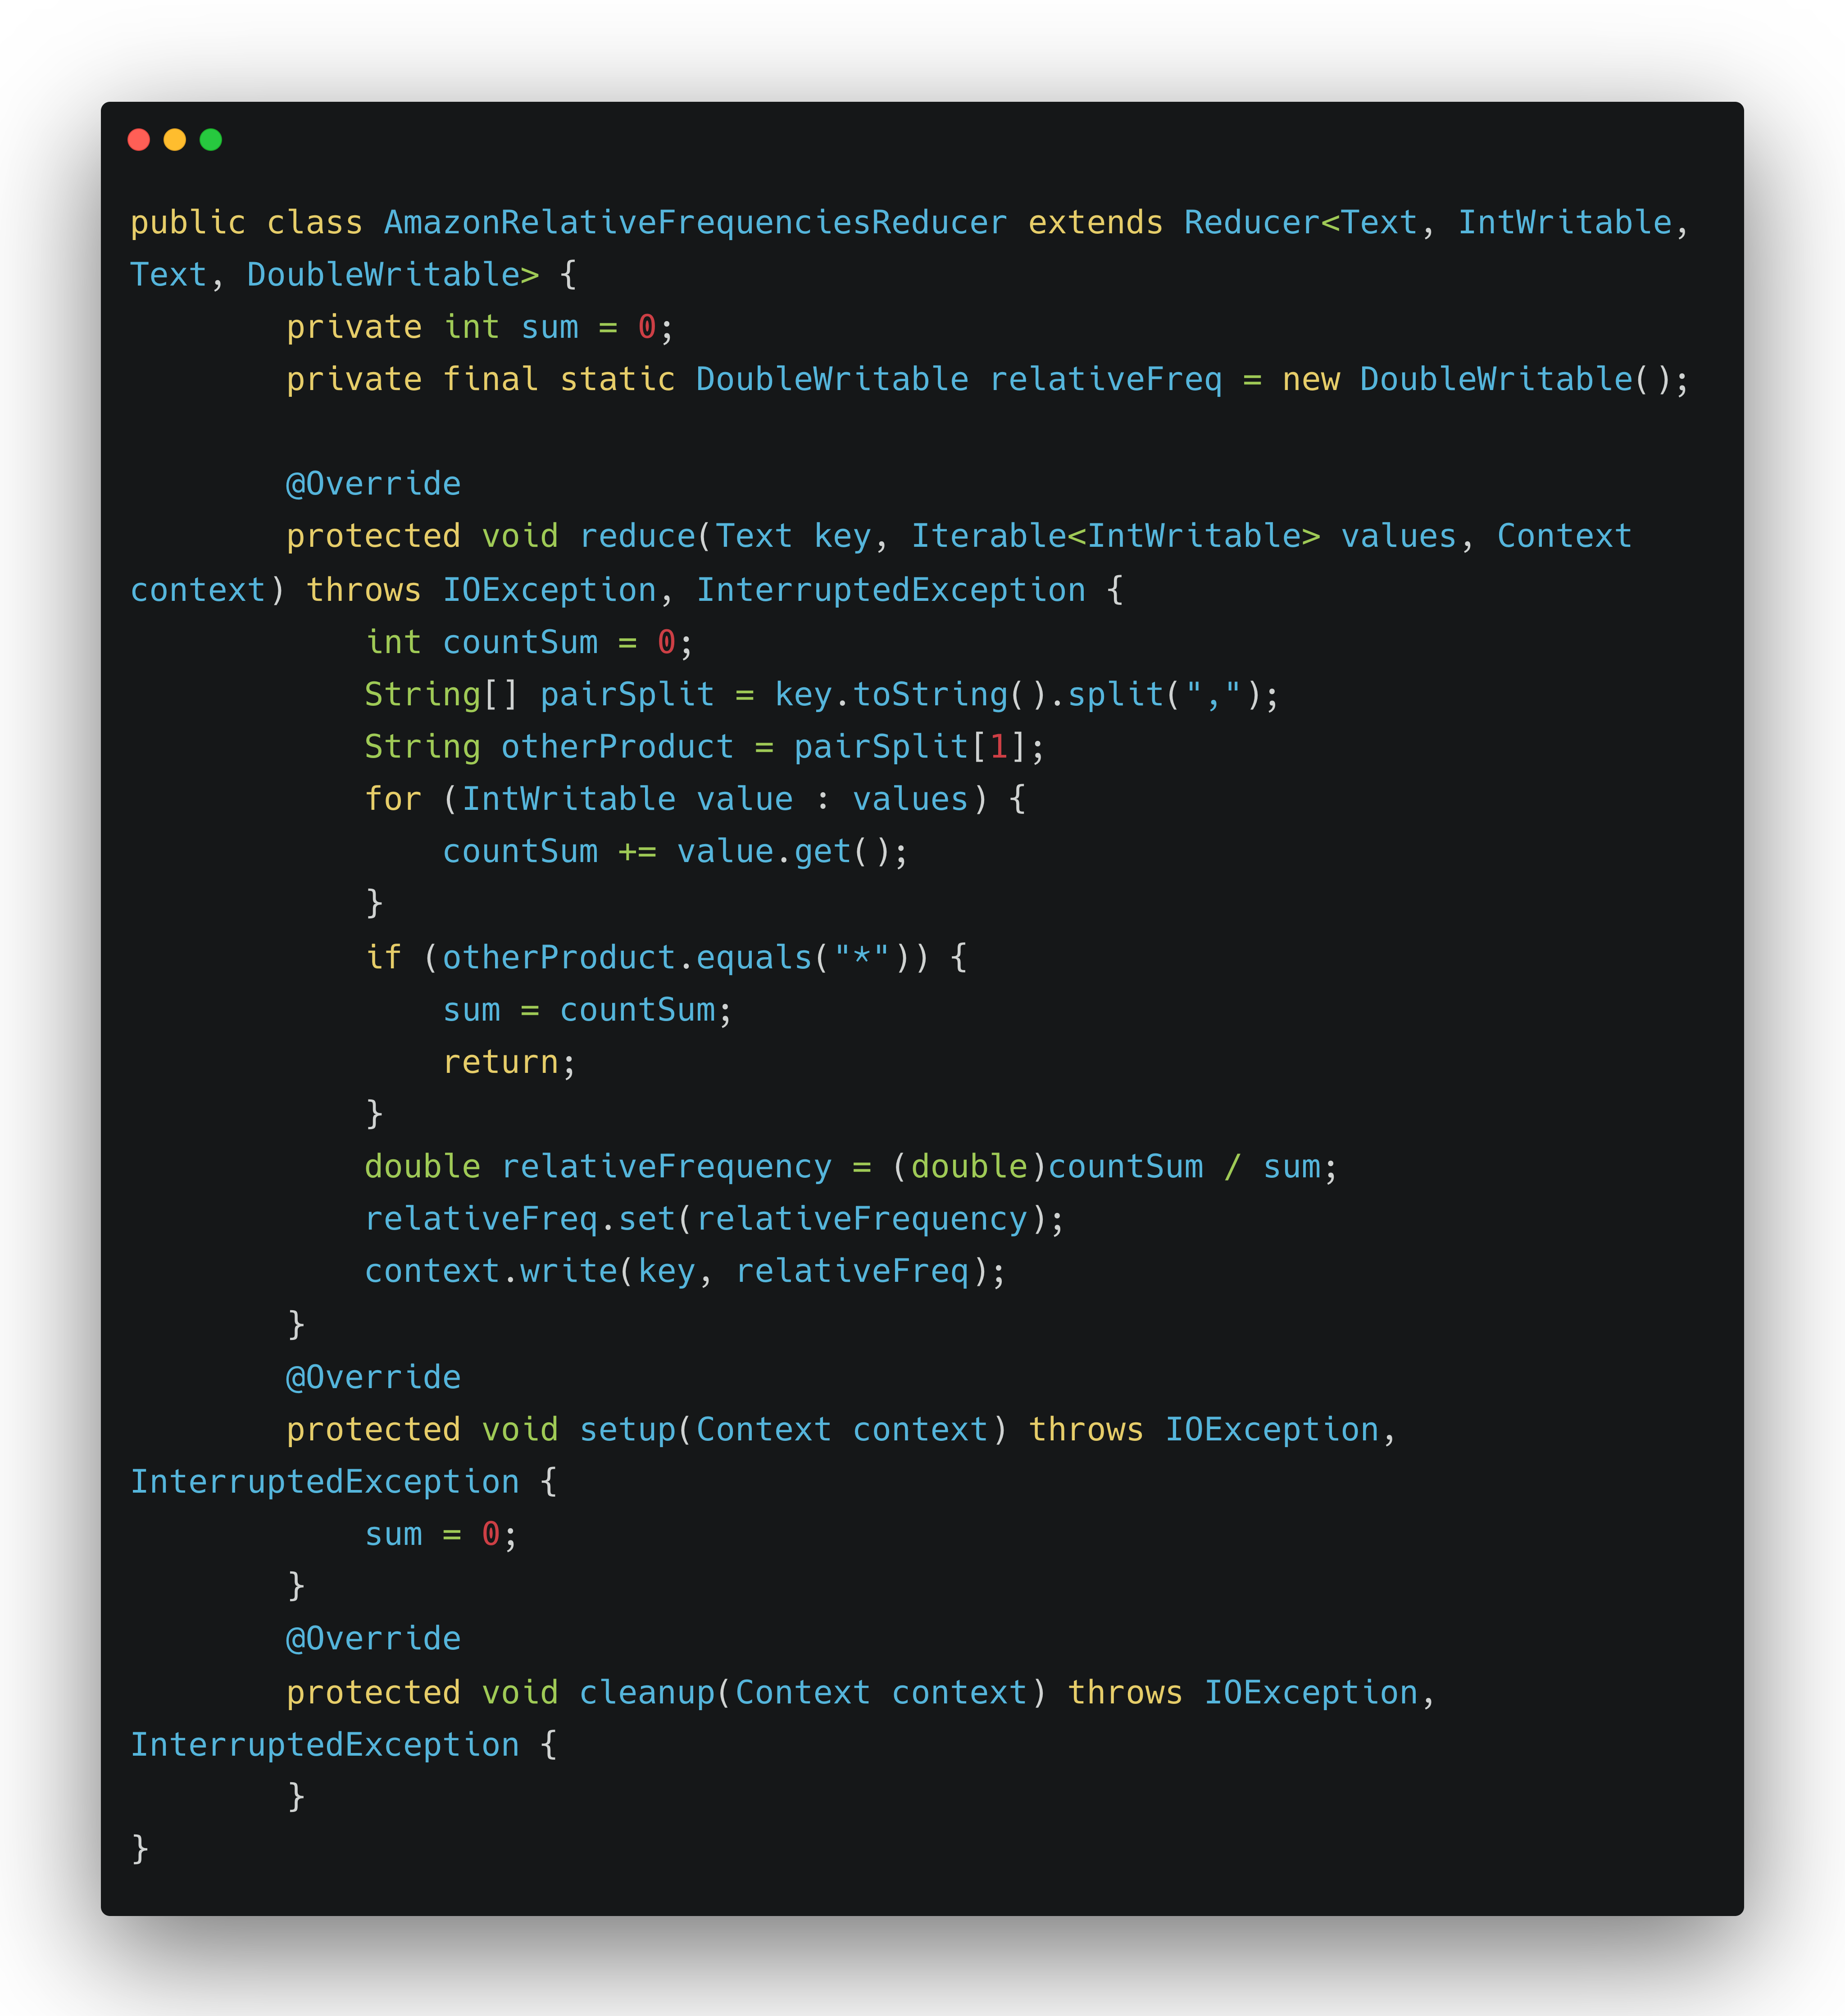 public class AmazonRelativeFrequenciesReducer extends Reducer<Text, IntWritable,
Text, DoubleWritable> {
        private int sum = 0;
        private final static DoubleWritable relativeFreq = new DoubleWritable();

        @Override
        protected void reduce(Text key, Iterable<IntWritable> values, Context
context) throws IOException, InterruptedException {
            int countSum = 0;
            String[] pairSplit = key.toString().split(",");
            String otherProduct = pairSplit[1];
            for (IntWritable value : values) {
                countSum += value.get();
            }
            if (otherProduct.equals("*")) {
                sum = countSum;
                return;
            }
            double relativeFrequency = (double)countSum / sum;
            relativeFreq.set(relativeFrequency);
            context.write(key, relativeFreq);
        }
        @Override
        protected void setup(Context context) throws IOException,
InterruptedException {
            sum = 0;
        }
        @Override
        protected void cleanup(Context context) throws IOException,
InterruptedException {
        }
}